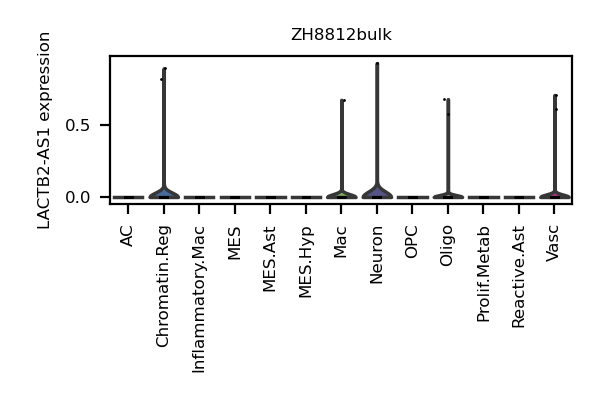 ZH8812bulk
LACTB2-AS1 expression
0.5
0.0
AC
Chromatin.Reg
Inflammatory.Mac
MES
MES.Ast
MES.Hyp
Mac
Neuron
OPC
Oligo
Prolif.Metab
Reactive.Ast
Vasc